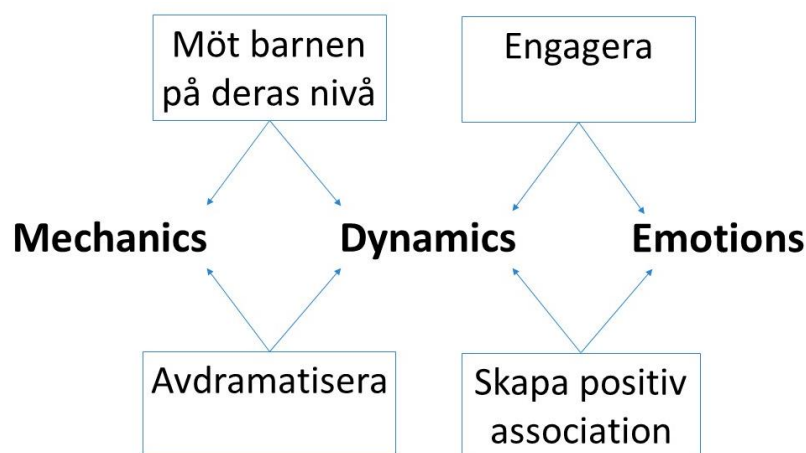 Möt barnen
på deras nivå
Engagera
Mechanics
Dynamics
Emotions
Avdramatisera
Skapa positiv
association